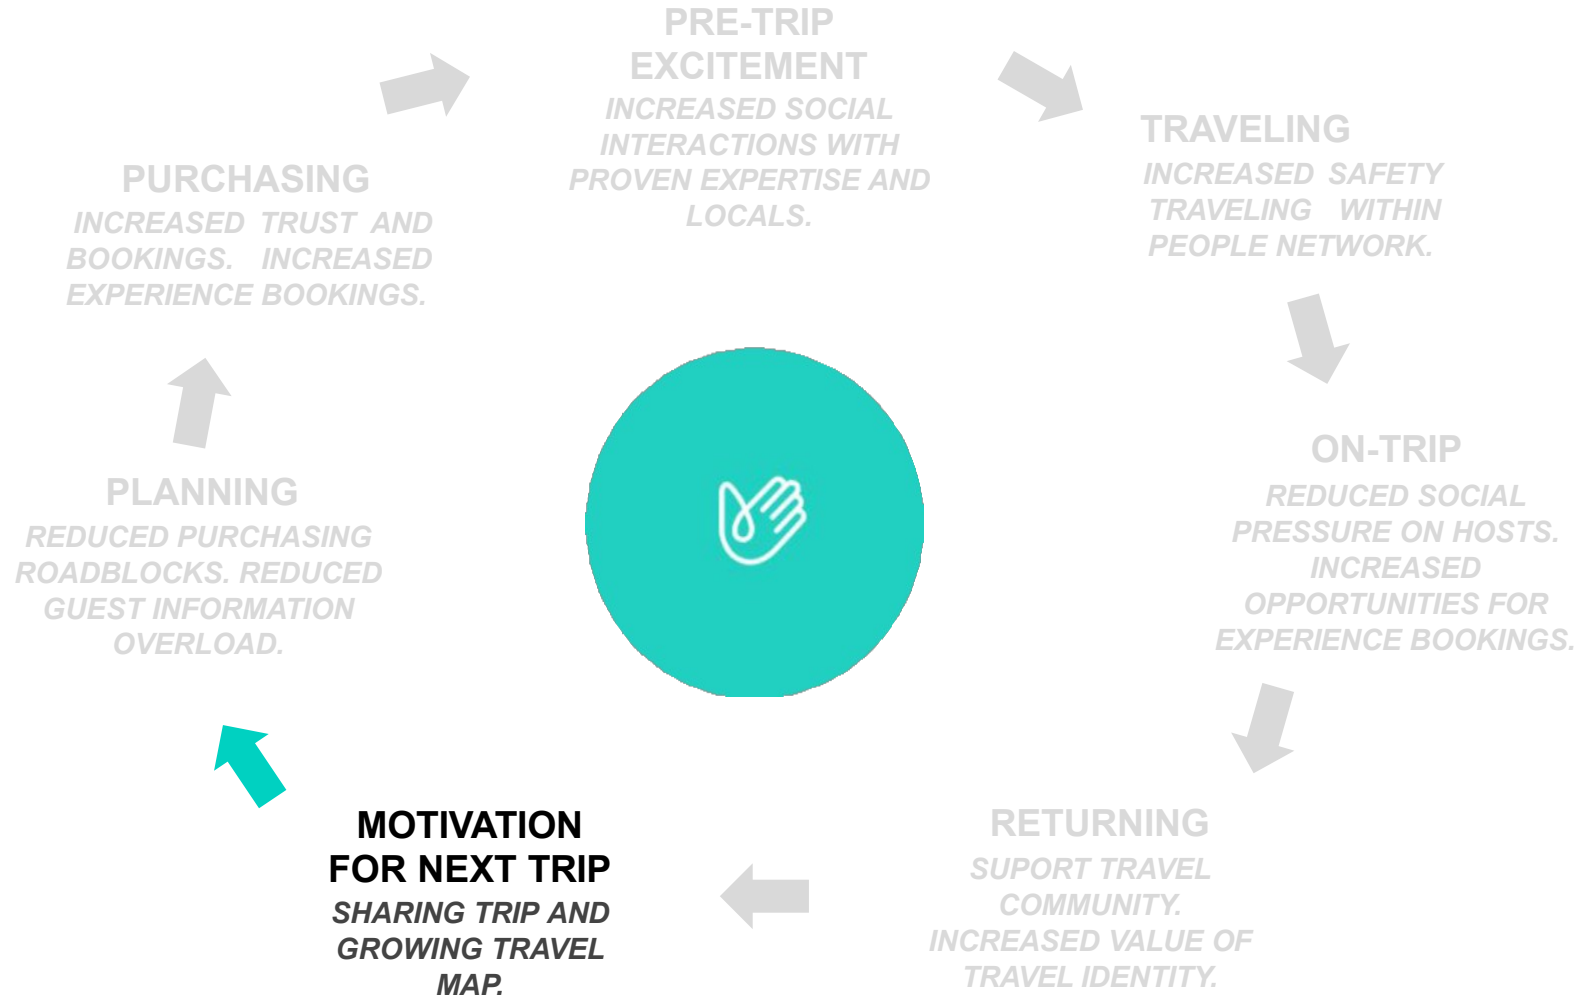 PRE-TRIP
EXCITEMENT
INCREASED SOCIAL
INTERACTIONS WITH
PROVEN EXPERTISE AND
LOCALS.
TRAVELING
INCREASED SAFETY
TRAVELING WITHIN
PEOPLE NETWORK.
ON-TRIP
REDUCED SOCIAL
PRESSURE ON HOSTS.
INCREASED
OPPORTUNITIES FOR
EXPERIENCE BOOKINGS.
RETURNING
SUPORT TRAVEL
COMMUNITY.
INCREASED VALUE OF
TRAVEL IDENTITY.
MOTIVATION
FOR NEXT TRIP
SHARING TRIP AND
GROWING TRAVEL
MAP.
PLANNING
REDUCED PURCHASING
ROADBLOCKS. REDUCED
GUEST INFORMATION
OVERLOAD.
PURCHASING
INCREASED TRUST AND
BOOKINGS. INCREASED
EXPERIENCE BOOKINGS.